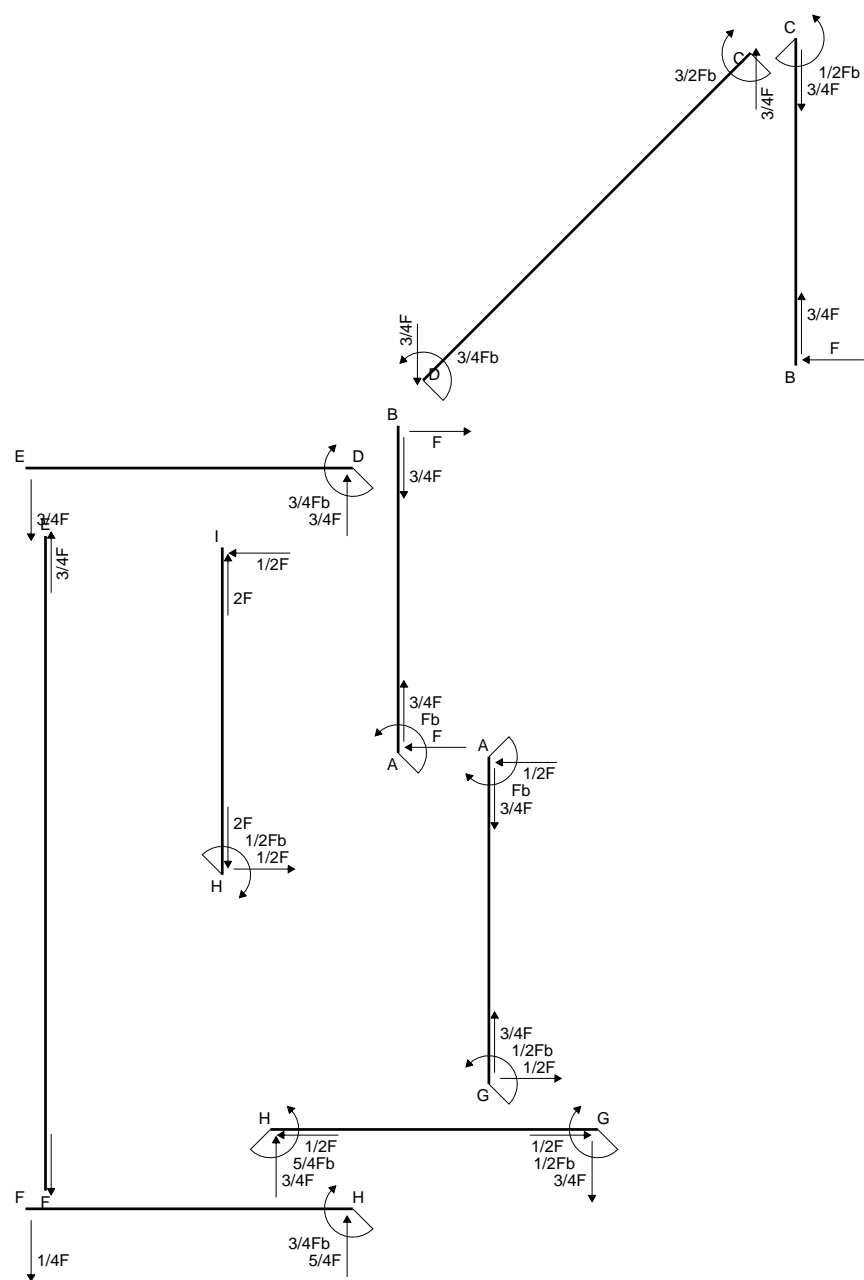 C
C
3/2Fb
3/4F
1/2Fb
3/4F
3/4F
F
B
3/4F
3/4Fb
D
B
F
3/4F
E
D
3/4Fb
3/4F
3/4F
E
3/4F
I
1/2F
2F
3/4F
Fb
F
A
A
1/2F
Fb
3/4F
2F
1/2Fb
1/2F
H
3/4F
1/2Fb
1/2F
G
H
G
1/2F
5/4Fb
3/4F
1/2F
1/2Fb
3/4F
F
F
H
3/4Fb
5/4F
1/4F